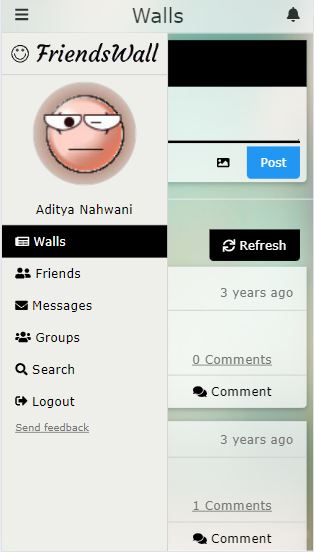 Walls
FriendsWall
Aditya Nahwani
Walls
Friends
Messages
Groups
Search
Logout
Send feedback
Post
Refresh
3 years ago
0 Comments
Comment
3 years ago
1 Comments
Comment